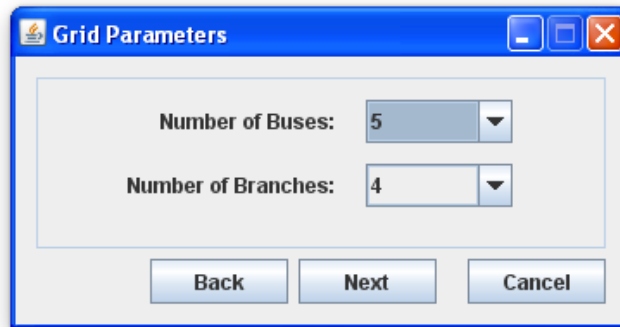 Grid Parameters
Number of Buses: 5
Number of Branches: 4
Back Next Cancel